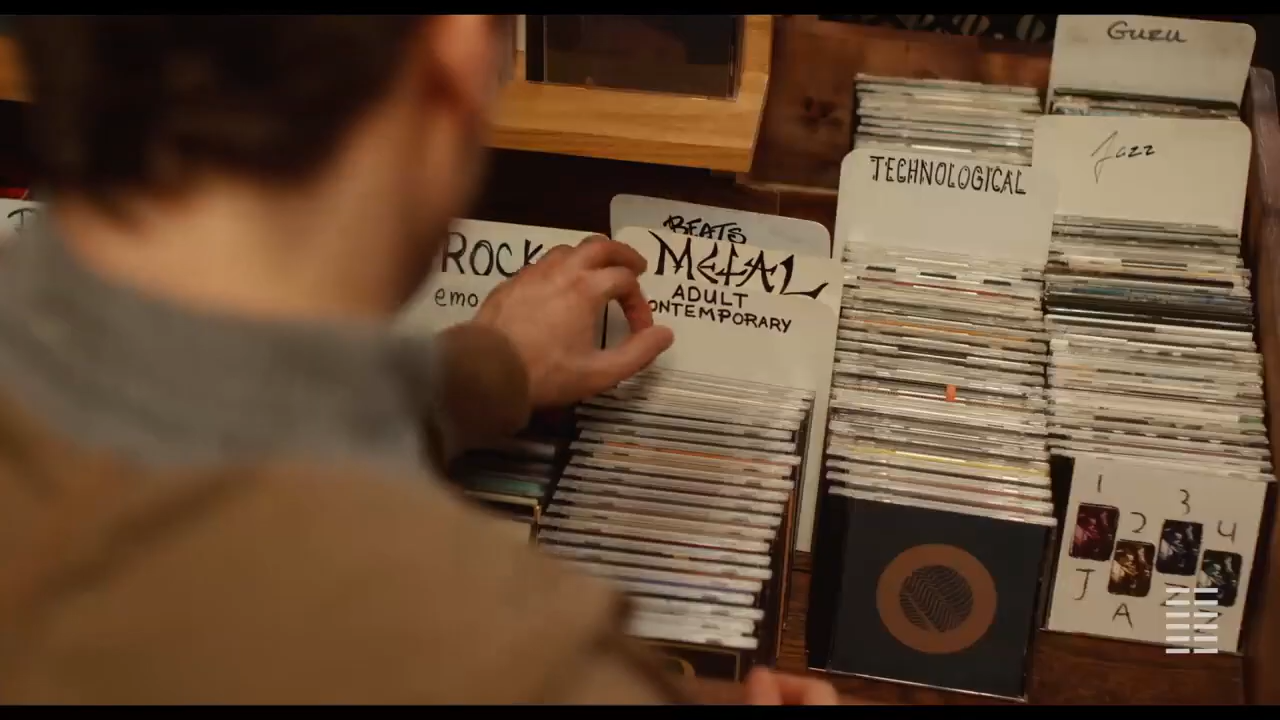 GURU
Jazz
TECHNOLOGICAL
BEATS
ROCK
emo
METAL
ADULT
CONTEMPORARY
1 2 3 4
J A Z Z